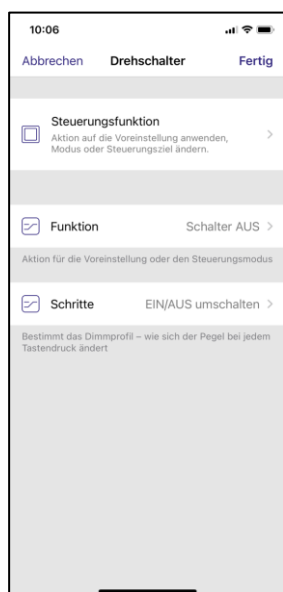 10:06
Abbrechen Drehschalter Fertig
Steuerungsfunktion
Aktion auf die Voreinstellung anwenden,
Modus oder Steuerungsziel ändern.
Funktion Schalter AUS
Aktion für die Voreinstellung oder den Steuerungsmodus
Schritte EIN/AUS umschalten
Bestimmt das Dimmprofil – wie sich der Pegel bei jedem
Tastendruck ändert